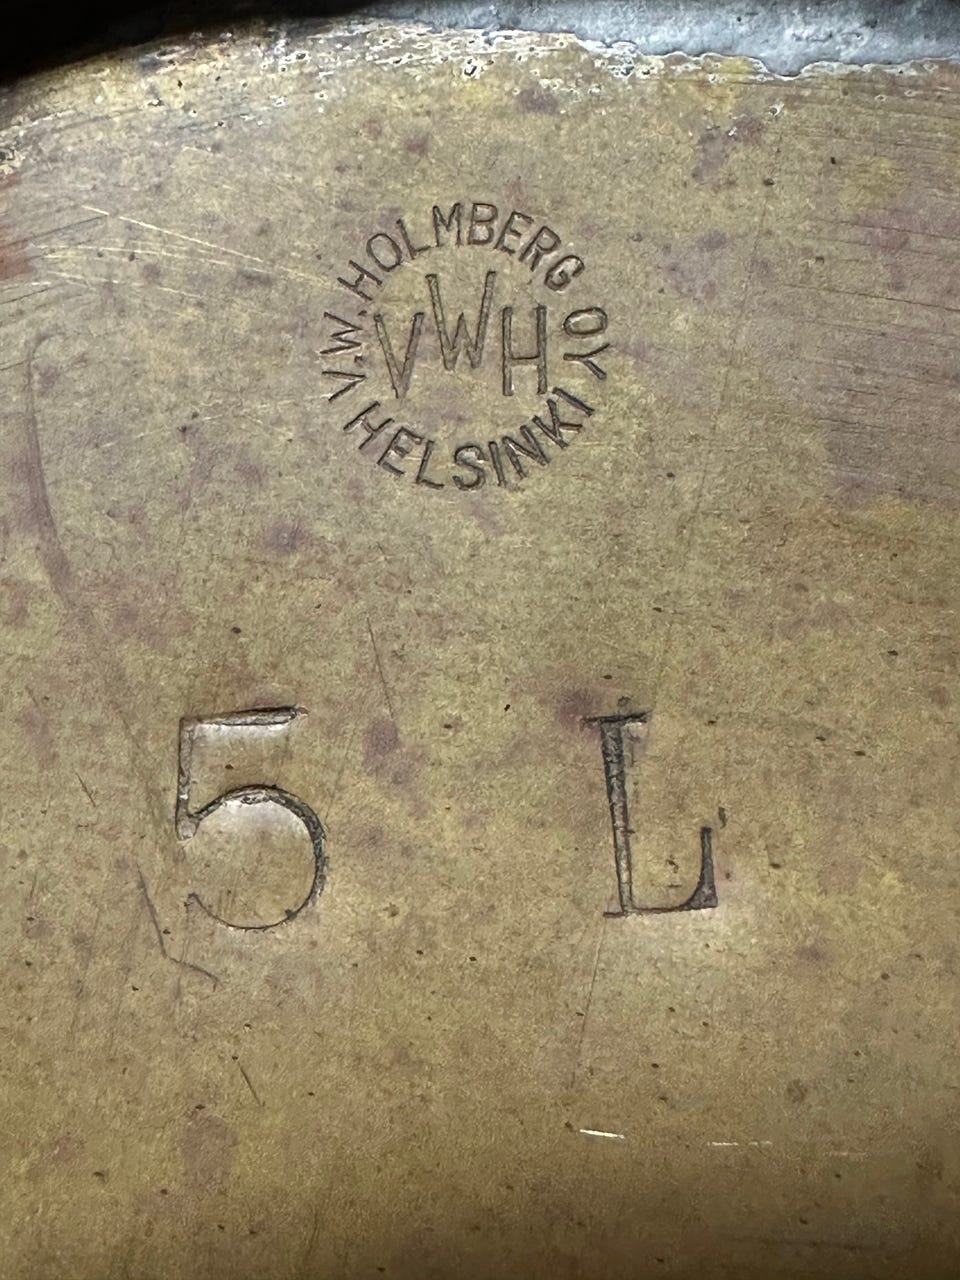 V.W. HOLMBERG OY
VWH
HELSINKI
5 L